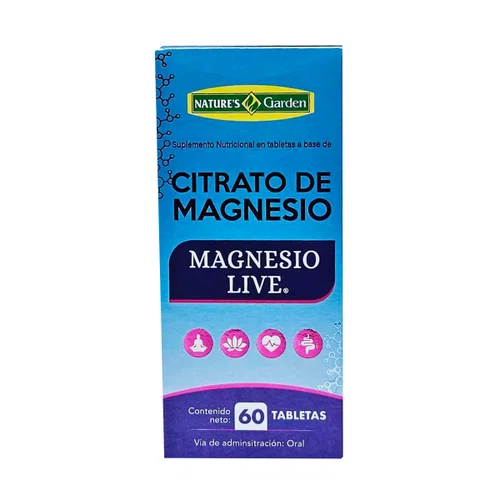 NATURE'S Garden
Suplemento Nutricional en tabletas a base de
CITRATO DE
MAGNESIO
MAGNESIO
LIVE®
Contenido
neto: 60 TABLETAS
Vía de adminsitración: Oral